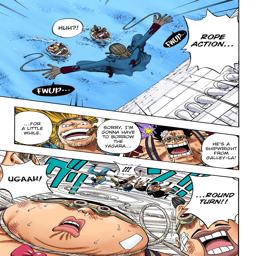 HUH?!
ROPE
ACTION...
FWUP
FWUP...
...FOR
A LITTLE
WHILE.
SORRY, I'M
GONNA HAVE
TO BORROW
THE
YAGARA...
HE'S A
SHIPWRIGHT
FROM
GALLEY-LA!
UGAAH!
!!!
...ROUND
TURN!!